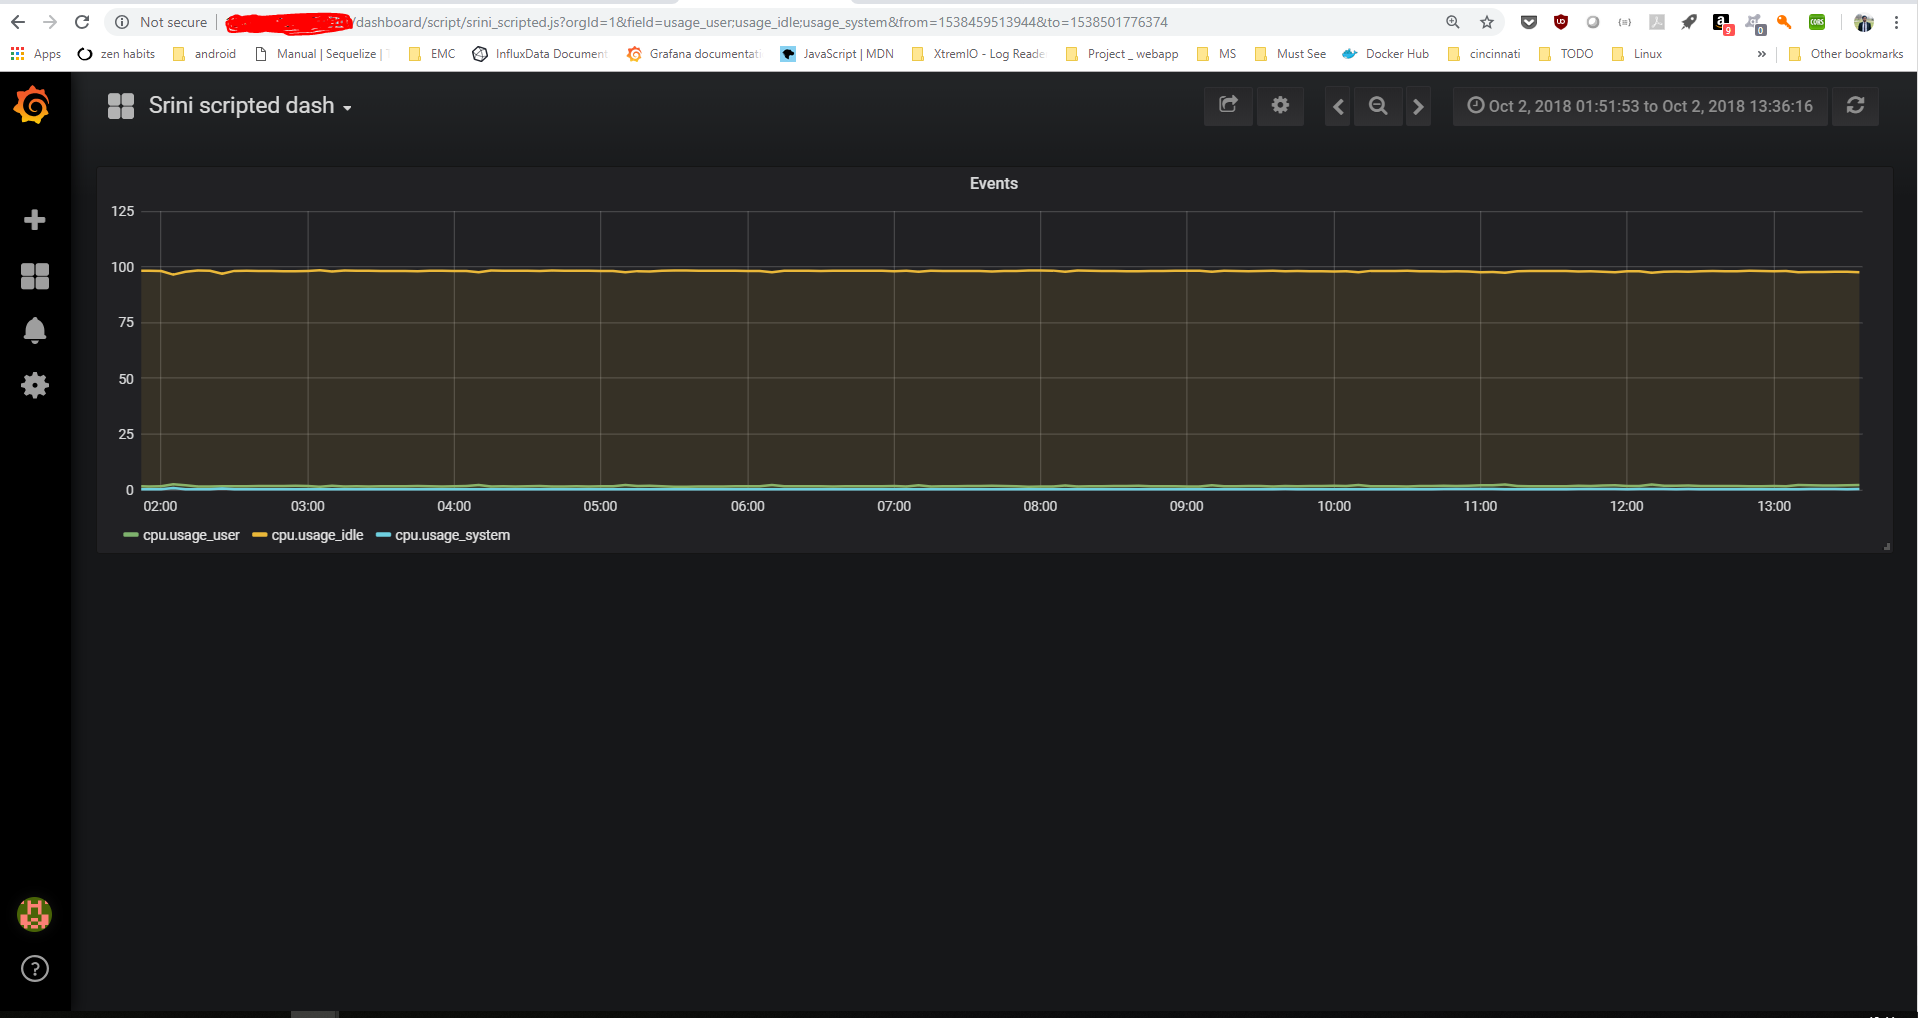 Not secure /dashboard/script/srini_scripted.js?orgId=1&field=usage_user;usage_idle;usage_system&from=1538459513944&to=1538501776374
UD a 9 0 CORS
Apps zen habits android Manual | Sequelize | EMC InfluxData Document Grafana documentati JavaScript | MDN XtremIO - Log Reade Project _ webapp MS Must See Docker Hub cincinnati TODO Linux » Other bookmarks
Srini scripted dash Oct 2, 2018 01:51:53 to Oct 2, 2018 13:36:16
Events
125
100
75
50
25
0
02:00 03:00 04:00 05:00 06:00 07:00 08:00 09:00 10:00 11:00 12:00 13:00
cpu.usage_user cpu.usage_idle cpu.usage_system
?